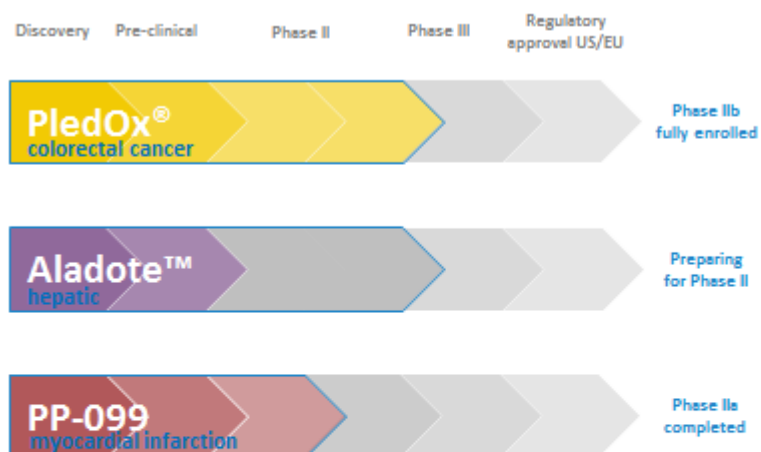 Discovery Pre-clinical Phase II Phase III Regulatory
approval US/EU
PledOx®
colorectal cancer
Phase IIb
fully enrolled
Aladote™
hepatic
Preparing
for Phase II
PP-099
myocardial infarction
Phase IIa
completed